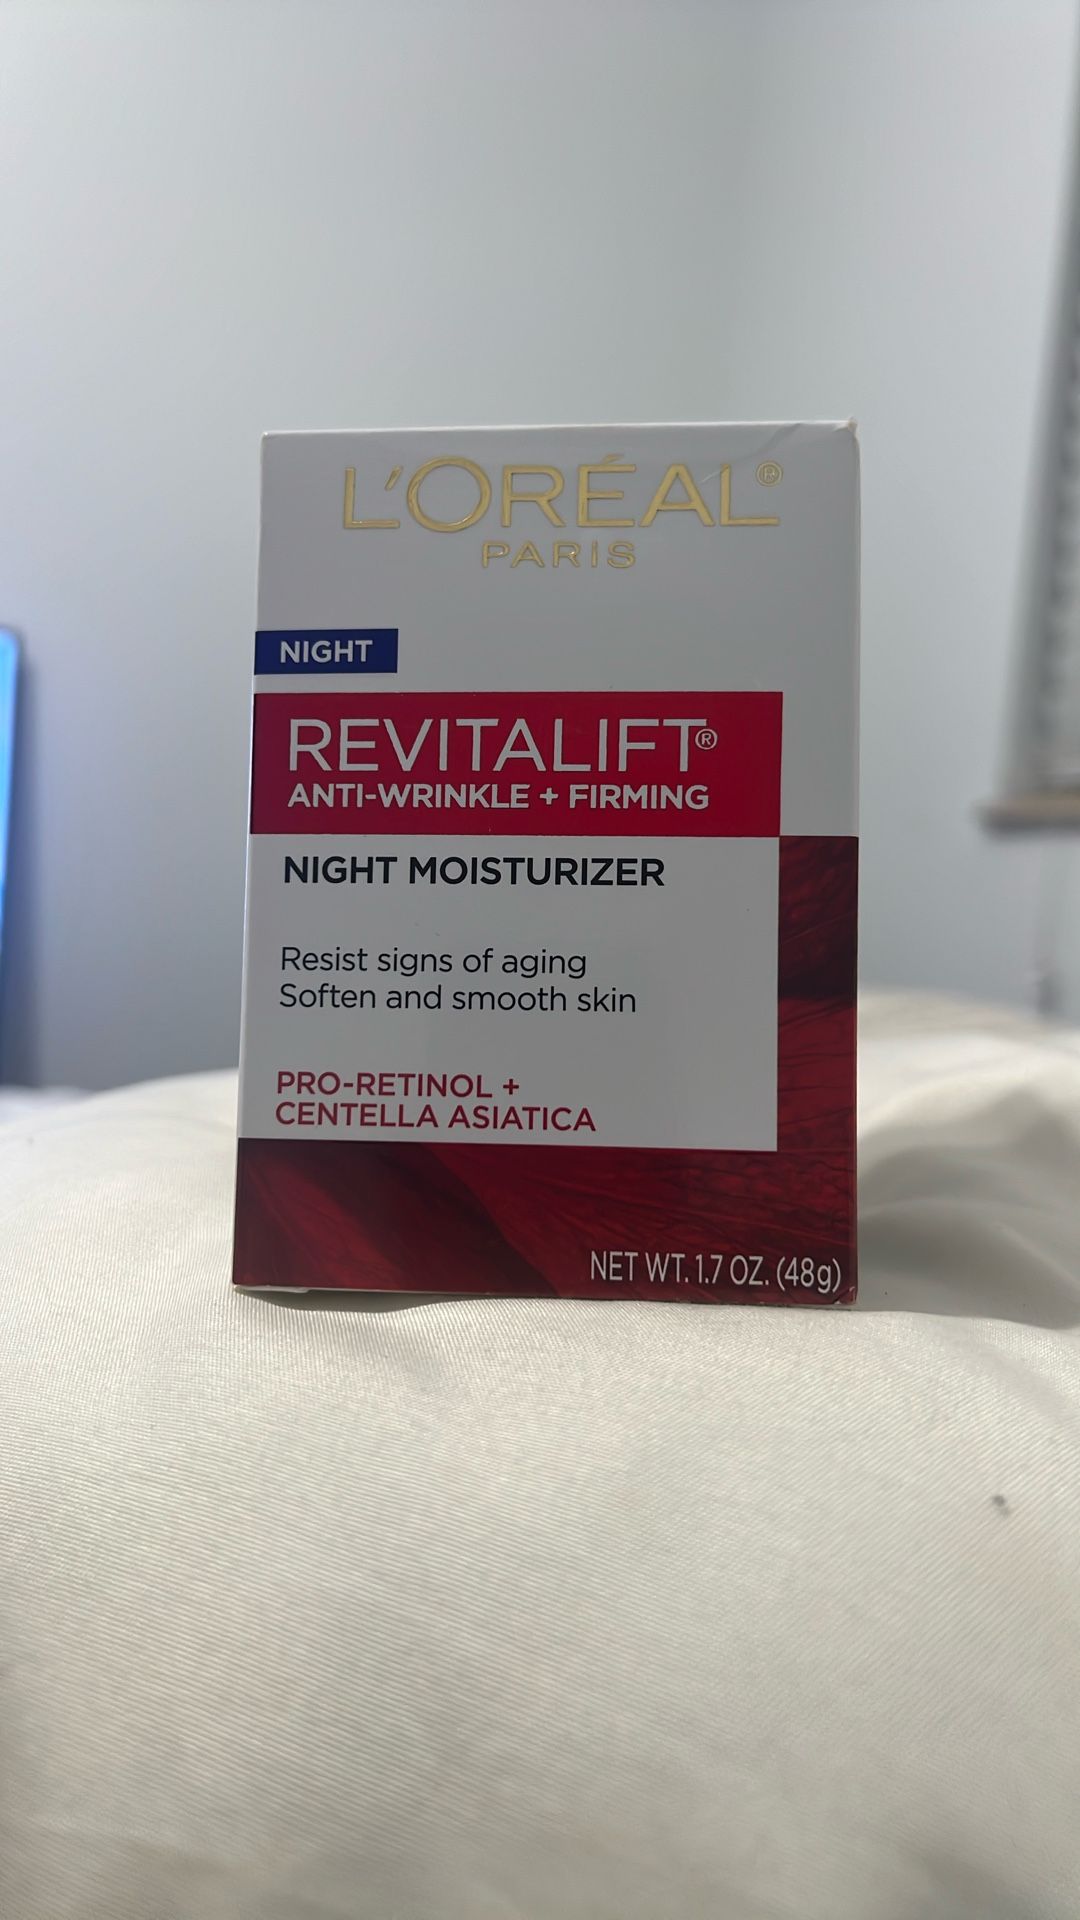 L'ORÉAL®
PARIS
NIGHT
REVITALIFT®
ANTI-WRINKLE + FIRMING
NIGHT MOISTURIZER
Resist signs of aging
Soften and smooth skin
PRO-RETINOL +
CENTELLA ASIATICA
NET WT. 1.7 OZ. (48g)